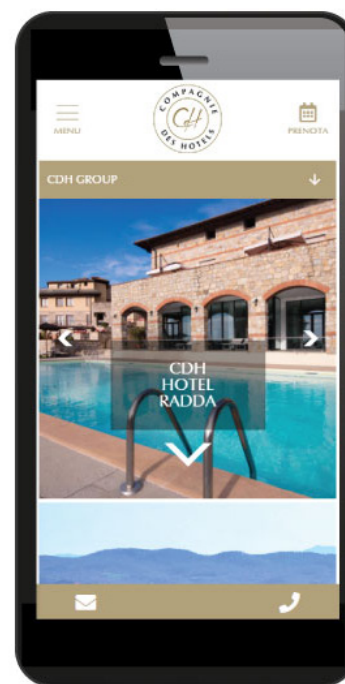 COMPAGNIE
CdH
DES HOTELS
MENU
PRENOTA
CDH GROUP
CDH
HOTEL
RADDA